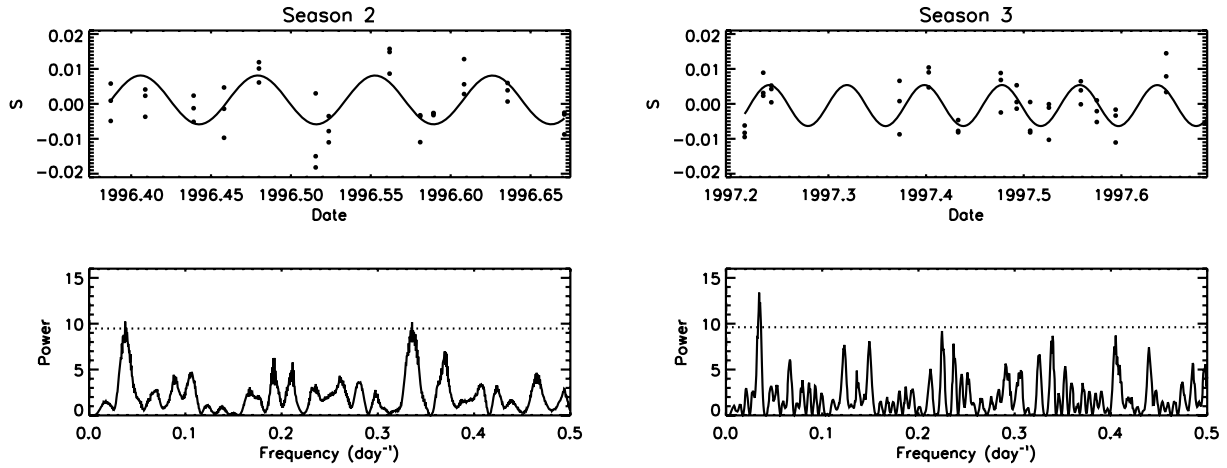 Season 2
Season 3
0.02
0.01
0.00
−0.01
−0.02
S
1996.40 1996.45 1996.50 1996.55 1996.60 1996.65
Date
0.02
0.01
0.00
−0.01
−0.02
S
1997.2 1997.3 1997.4 1997.5 1997.6
Date
15
10
5
0
Power
0.0 0.1 0.2 0.3 0.4 0.5
Frequency (day⁻¹)
15
10
5
0
Power
0.0 0.1 0.2 0.3 0.4 0.5
Frequency (day⁻¹)